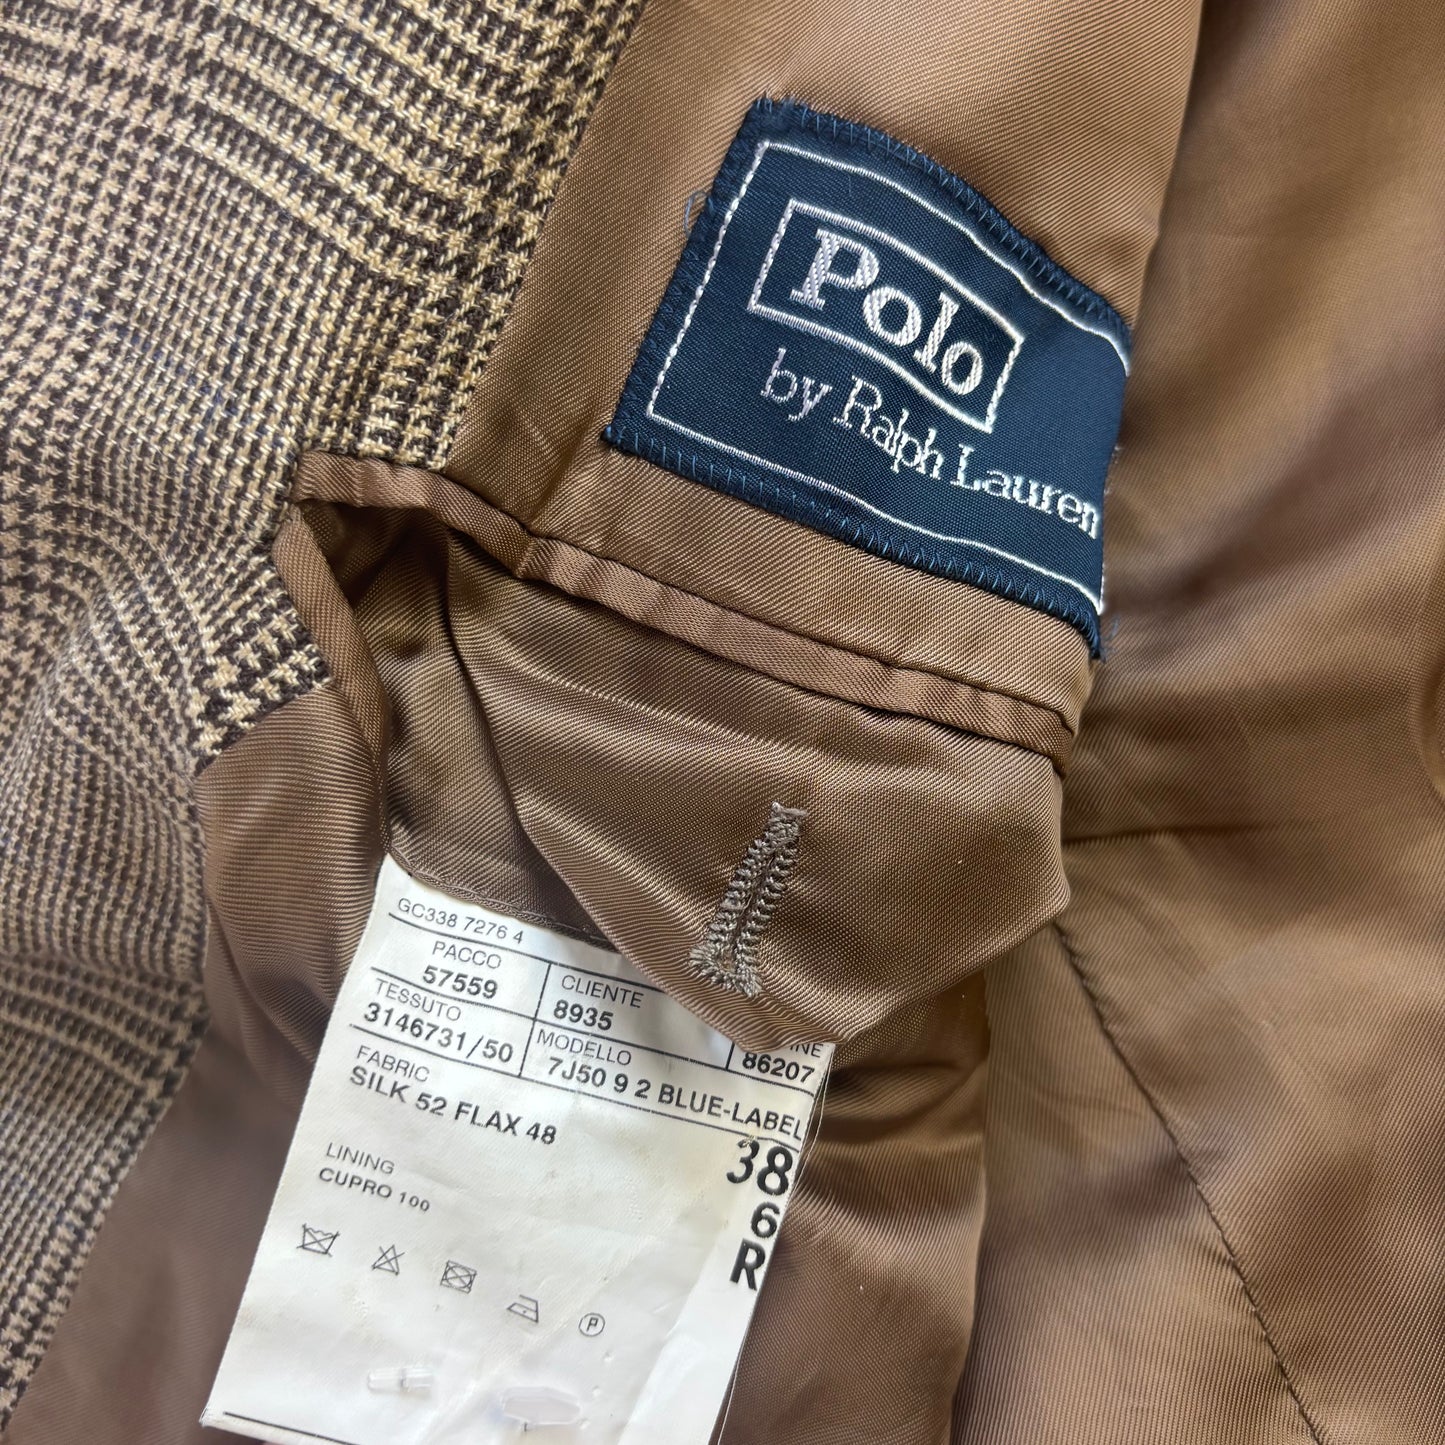 Polo
by Ralph Lauren
GC338 7276 4
PACCO
57559
CLIENTE
8935
TESSUTO
3146731/50
MODELLO
7J50 9 2 BLUE-LABEL
86207
FABRIC
SILK 52 FLAX 48
38
6
R
LINING
CUPRO 100
P